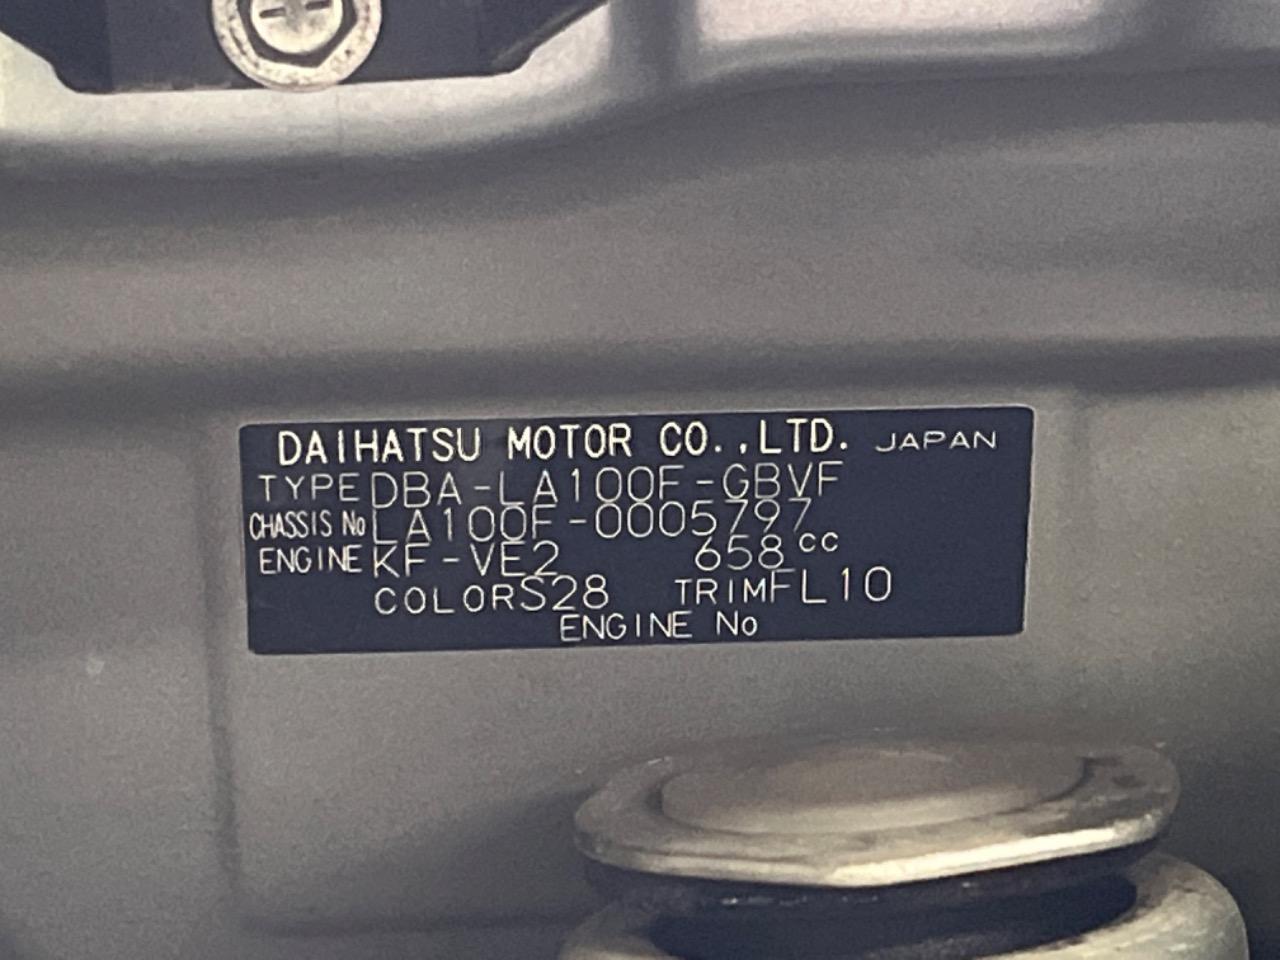 DAIHATSU MOTOR CO.,LTD. JAPAN
TYPE DBA-LA100F-GBVF
CHASSIS No LA100F-0005797
ENGINE KF-VE2 658cc
COLOR S28 TRIM FL10
ENGINE No